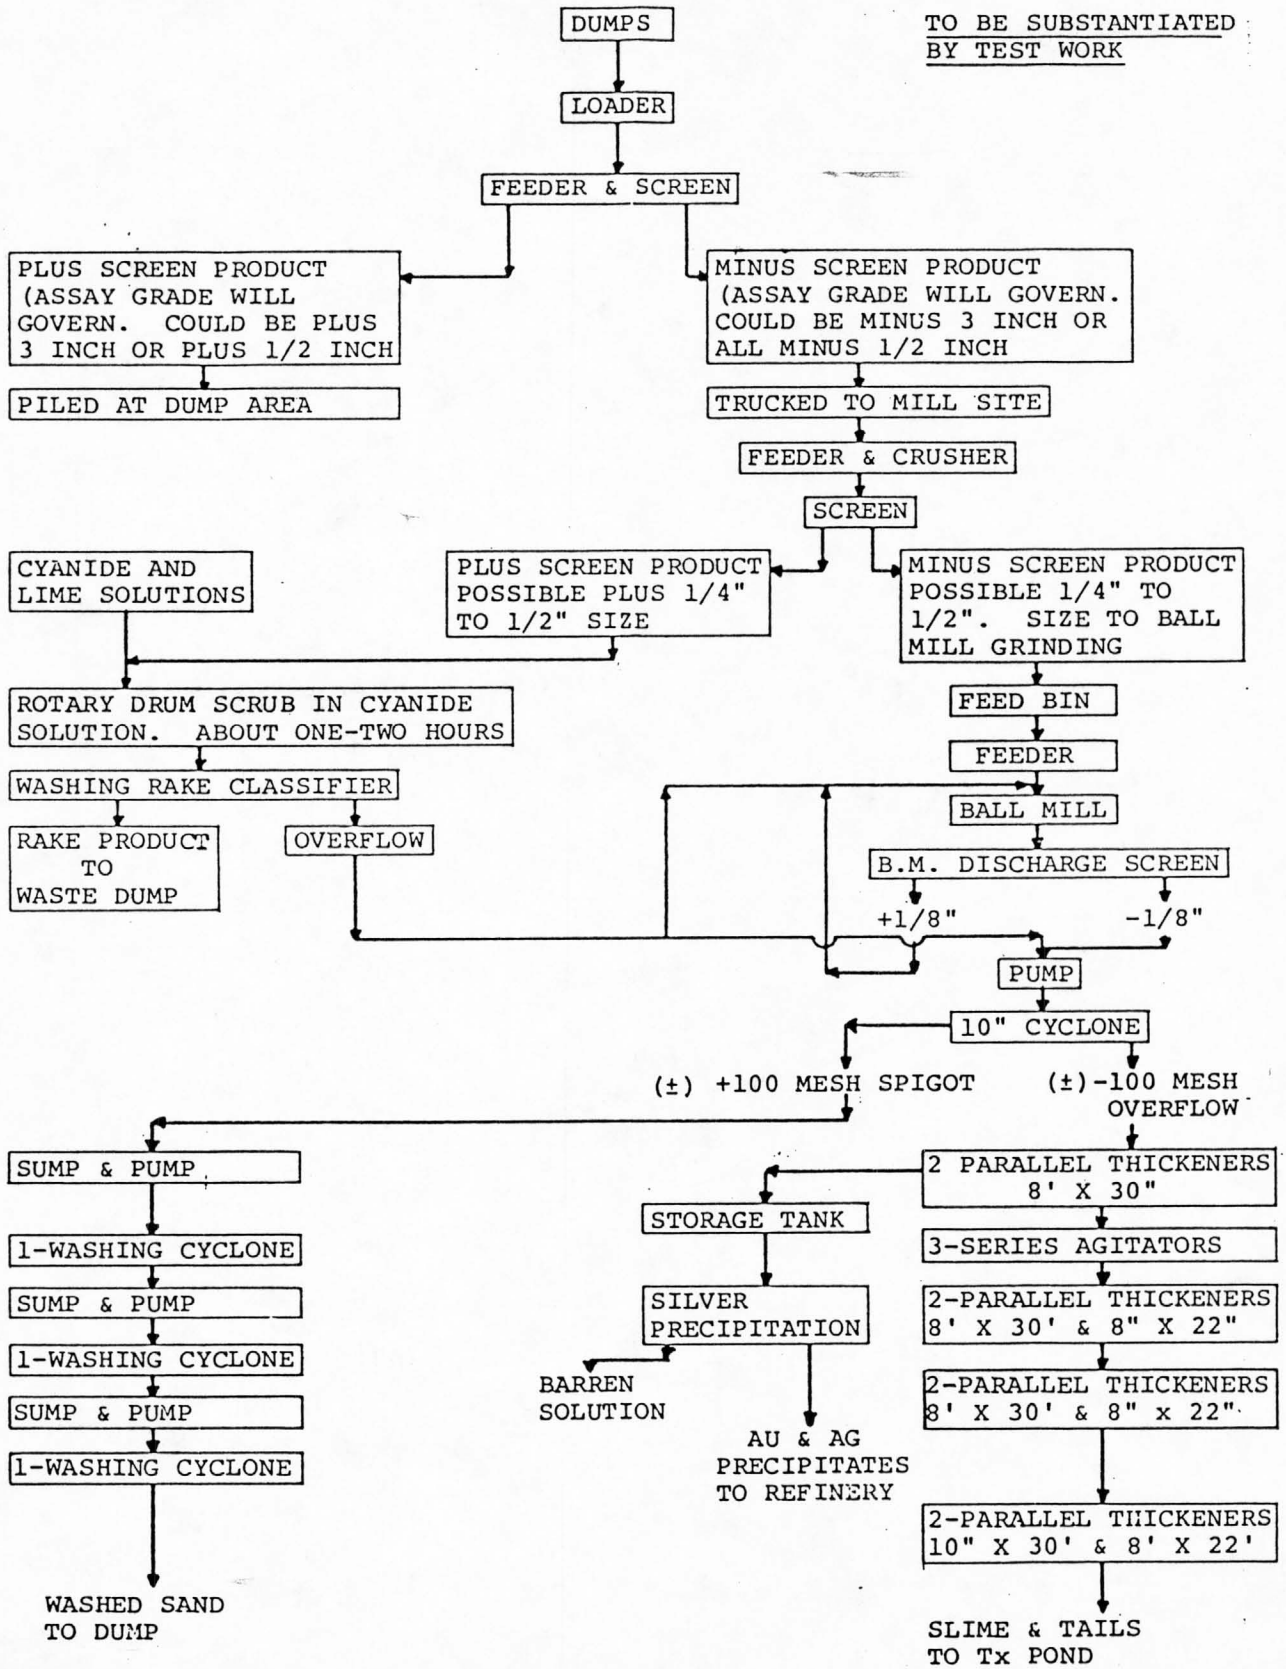 TO BE SUBSTANTIATED
BY TEST WORK
DUMPS
LOADER
FEEDER & SCREEN
PLUS SCREEN PRODUCT
(ASSAY GRADE WILL
GOVERN. COULD BE PLUS
3 INCH OR PLUS 1/2 INCH
PILED AT DUMP AREA
MINUS SCREEN PRODUCT
(ASSAY GRADE WILL GOVERN.
COULD BE MINUS 3 INCH OR
ALL MINUS 1/2 INCH
TRUCKED TO MILL SITE
FEEDER & CRUSHER
SCREEN
CYANIDE AND
LIME SOLUTIONS
PLUS SCREEN PRODUCT
POSSIBLE PLUS 1/4"
TO 1/2" SIZE
MINUS SCREEN PRODUCT
POSSIBLE 1/4" TO
1/2". SIZE TO BALL
MILL GRINDING
ROTARY DRUM SCRUB IN CYANIDE
SOLUTION. ABOUT ONE-TWO HOURS
WASHING RAKE CLASSIFIER
RAKE PRODUCT
TO
WASTE DUMP
OVERFLOW
FEED BIN
FEEDER
BALL MILL
B.M. DISCHARGE SCREEN
+1/8"
-1/8"
PUMP
10" CYCLONE
(±) +100 MESH SPIGOT
(±)-100 MESH
OVERFLOW
SUMP & PUMP
1-WASHING CYCLONE
SUMP & PUMP
1-WASHING CYCLONE
SUMP & PUMP
1-WASHING CYCLONE
WASHED SAND
TO DUMP
STORAGE TANK
SILVER
PRECIPITATION
BARREN
SOLUTION
AU & AG
PRECIPITATES
TO REFINERY
2 PARALLEL THICKENERS
8' X 30"
3-SERIES AGITATORS
2-PARALLEL THICKENERS
8' X 30' & 8" X 22"
2-PARALLEL THICKENERS
8' X 30' & 8" x 22"
2-PARALLEL THICKENERS
10" X 30' & 8' X 22'
SLIME & TAILS
TO Tx POND